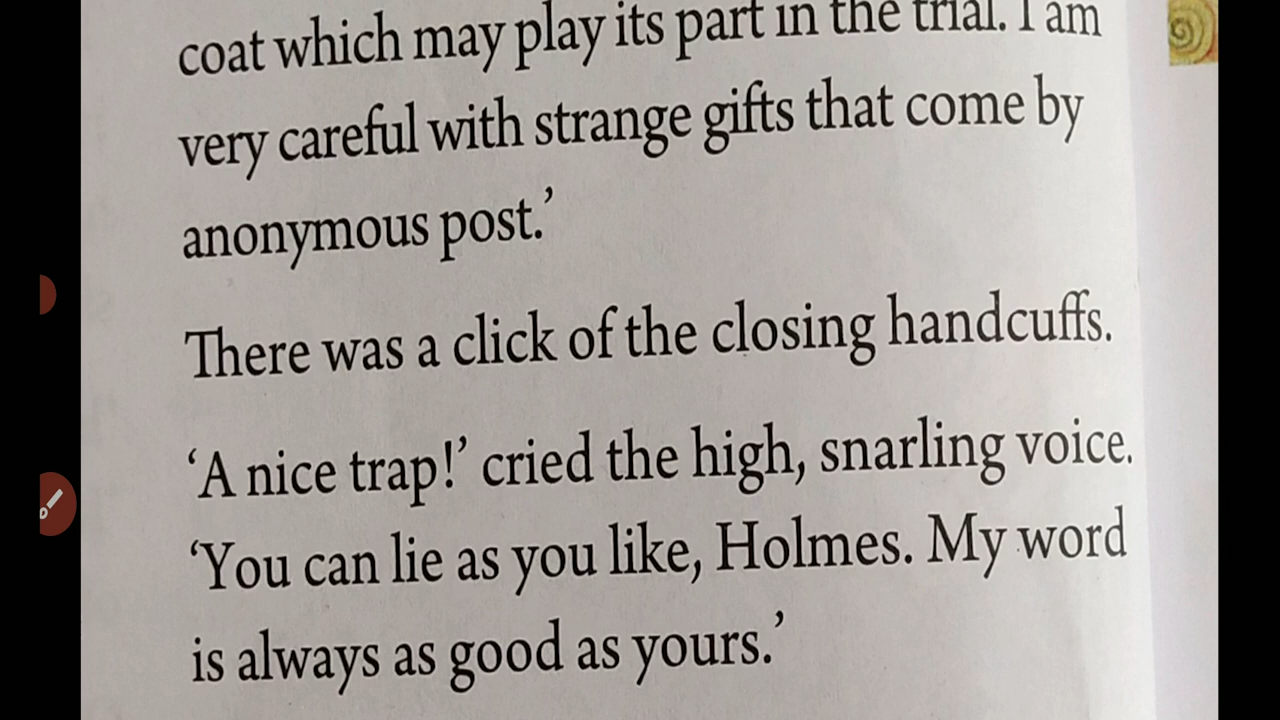 coat which may play its part in the trial. I am
very careful with strange gifts that come by
anonymous post.’
There was a click of the closing handcuffs.
‘A nice trap!’ cried the high, snarling voice.
‘You can lie as you like, Holmes. My word
is always as good as yours.’